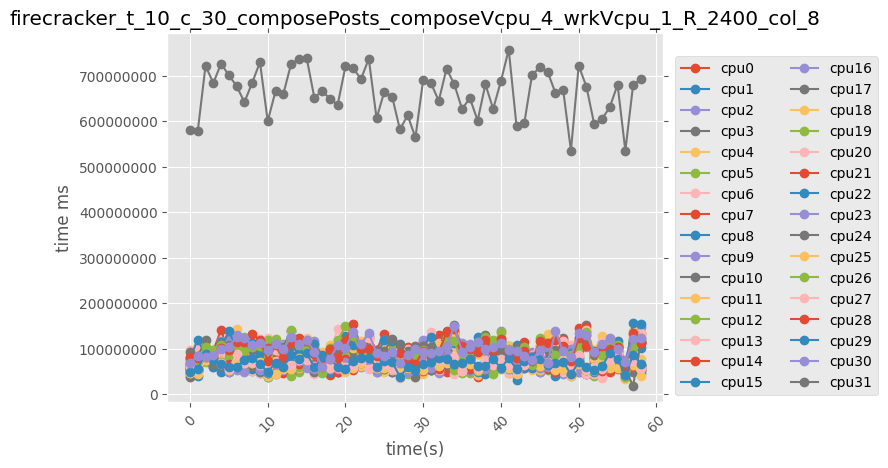 firecracker_t_10_c_30_composePosts_composeVcpu_4_wrkVcpu_1_R_2400_col_8
700000000
600000000
500000000
400000000
300000000
200000000
100000000
0
time ms
0
10
20
30
40
50
60
time(s)
cpu0
cpu1
cpu2
cpu3
cpu4
cpu5
cpu6
cpu7
cpu8
cpu9
cpu10
cpu11
cpu12
cpu13
cpu14
cpu15
cpu16
cpu17
cpu18
cpu19
cpu20
cpu21
cpu22
cpu23
cpu24
cpu25
cpu26
cpu27
cpu28
cpu29
cpu30
cpu31